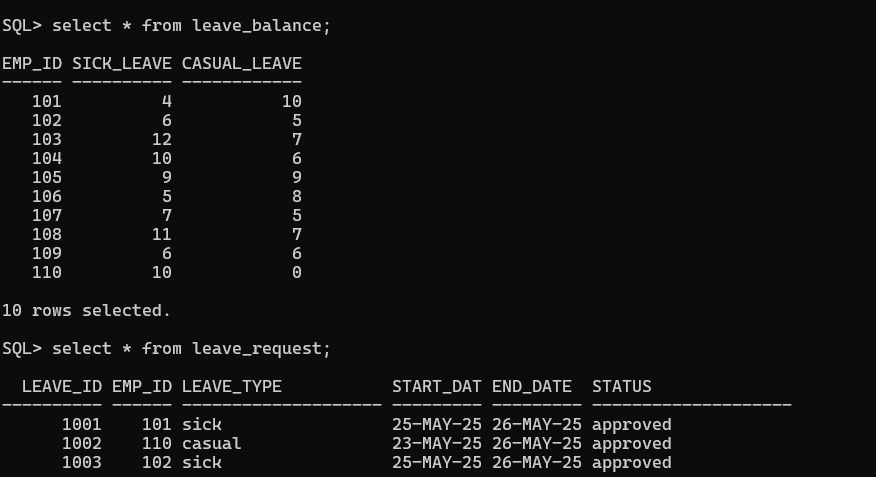 SQL> select * from leave_balance;
EMP_ID SICK_LEAVE CASUAL_LEAVE
------ ---------- ------------
   101          4           10
   102          6            5
   103         12            7
   104         10            6
   105          9            9
   106          5            8
   107          7            5
   108         11            7
   109          6            6
   110         10            0
10 rows selected.
SQL> select * from leave_request;
  LEAVE_ID EMP_ID LEAVE_TYPE           START_DAT END_DATE  STATUS
---------- ------ -------------------- --------- --------- --------------------
      1001    101 sick                 25-MAY-25 26-MAY-25 approved
      1002    110 casual               23-MAY-25 26-MAY-25 approved
      1003    102 sick                 25-MAY-25 26-MAY-25 approved